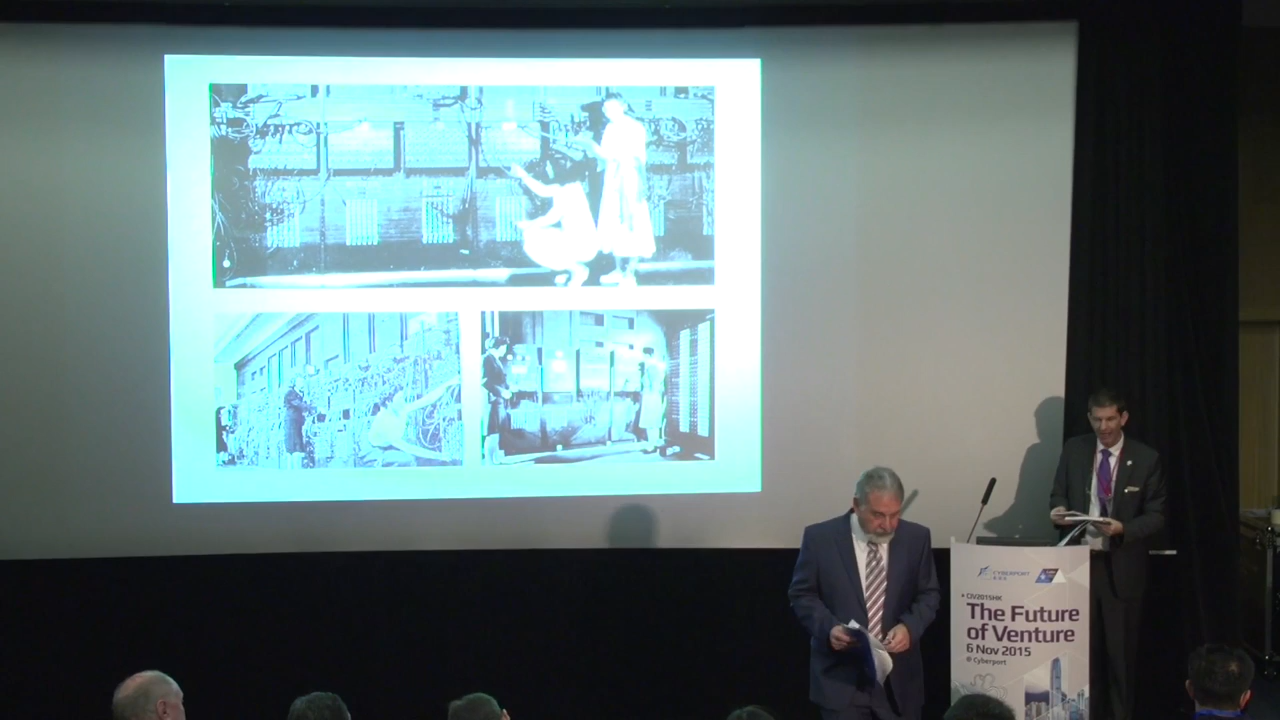 CYBERPORT
CIV2015HK
The Future
of Venture
6 Nov 2015
@ Cyberport